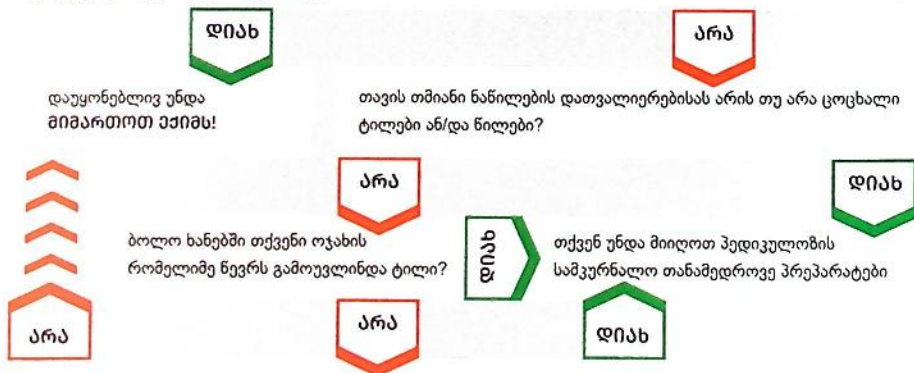 დიახ
არა
დაუყონებლივ უნდა
მიმართოთ ექიმს!
თავის თმიანი ნაწილების დათვალიერებისას არის თუ არა ცოცხალი
ტილები ან/და წილები?
არა
დიახ
ბოლო ხანებში თქვენი ოჯახის
რომელიმე წევრს გამოუვლინდა ტილი?
დიახ
თქვენ უნდა მიიღოთ პედიკულოზის
სამკურნალო თანამედროვე პრეპარატები
არა
არა
დიახ